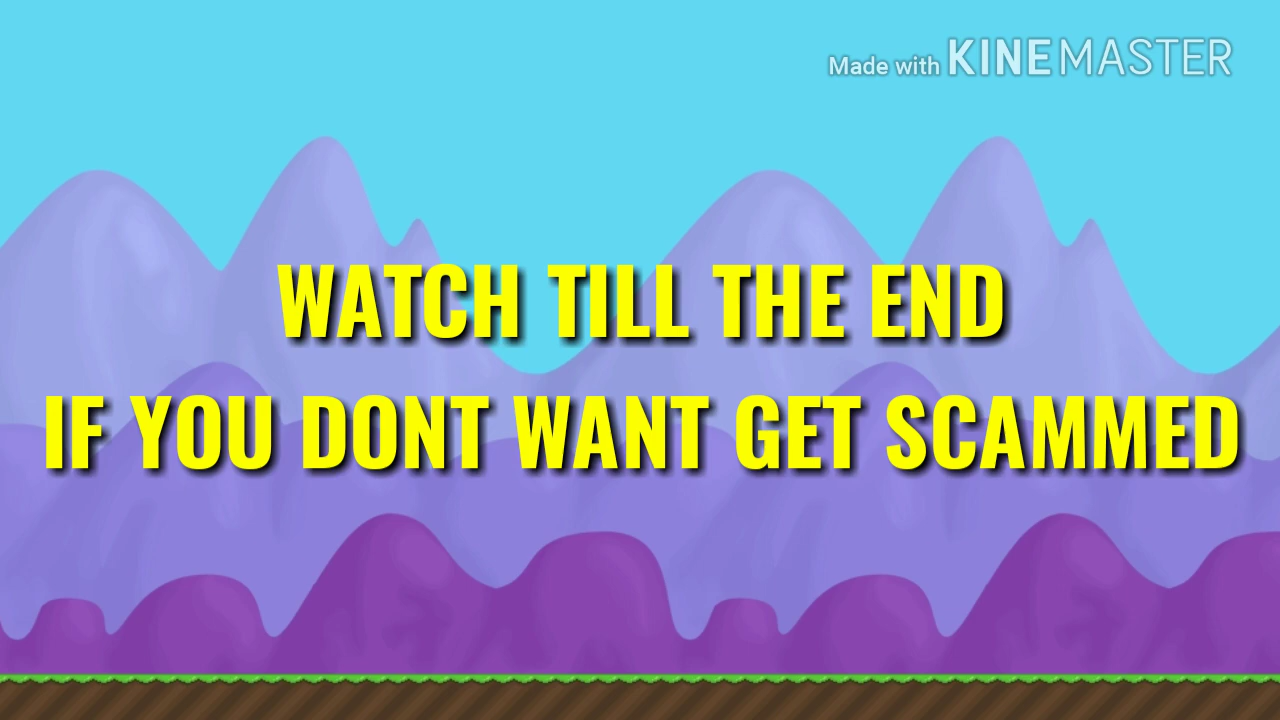 Made with KINEMASTER
WATCH TILL THE END
IF YOU DONT WANT GET SCAMMED